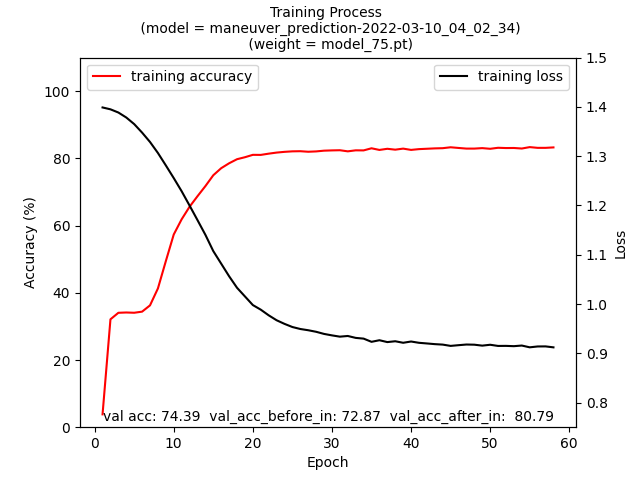 Training Process
(model = maneuver_prediction-2022-03-10_04_02_34)
(weight = model_75.pt)
training accuracy
training loss
100
80
60
40
20
0
Accuracy (%)
1.5
1.4
1.3
1.2
1.1
1.0
0.9
0.8
Loss
val acc: 74.39 val_acc_before_in: 72.87 val_acc_after_in: 80.79
0 10 20 30 40 50 60
Epoch